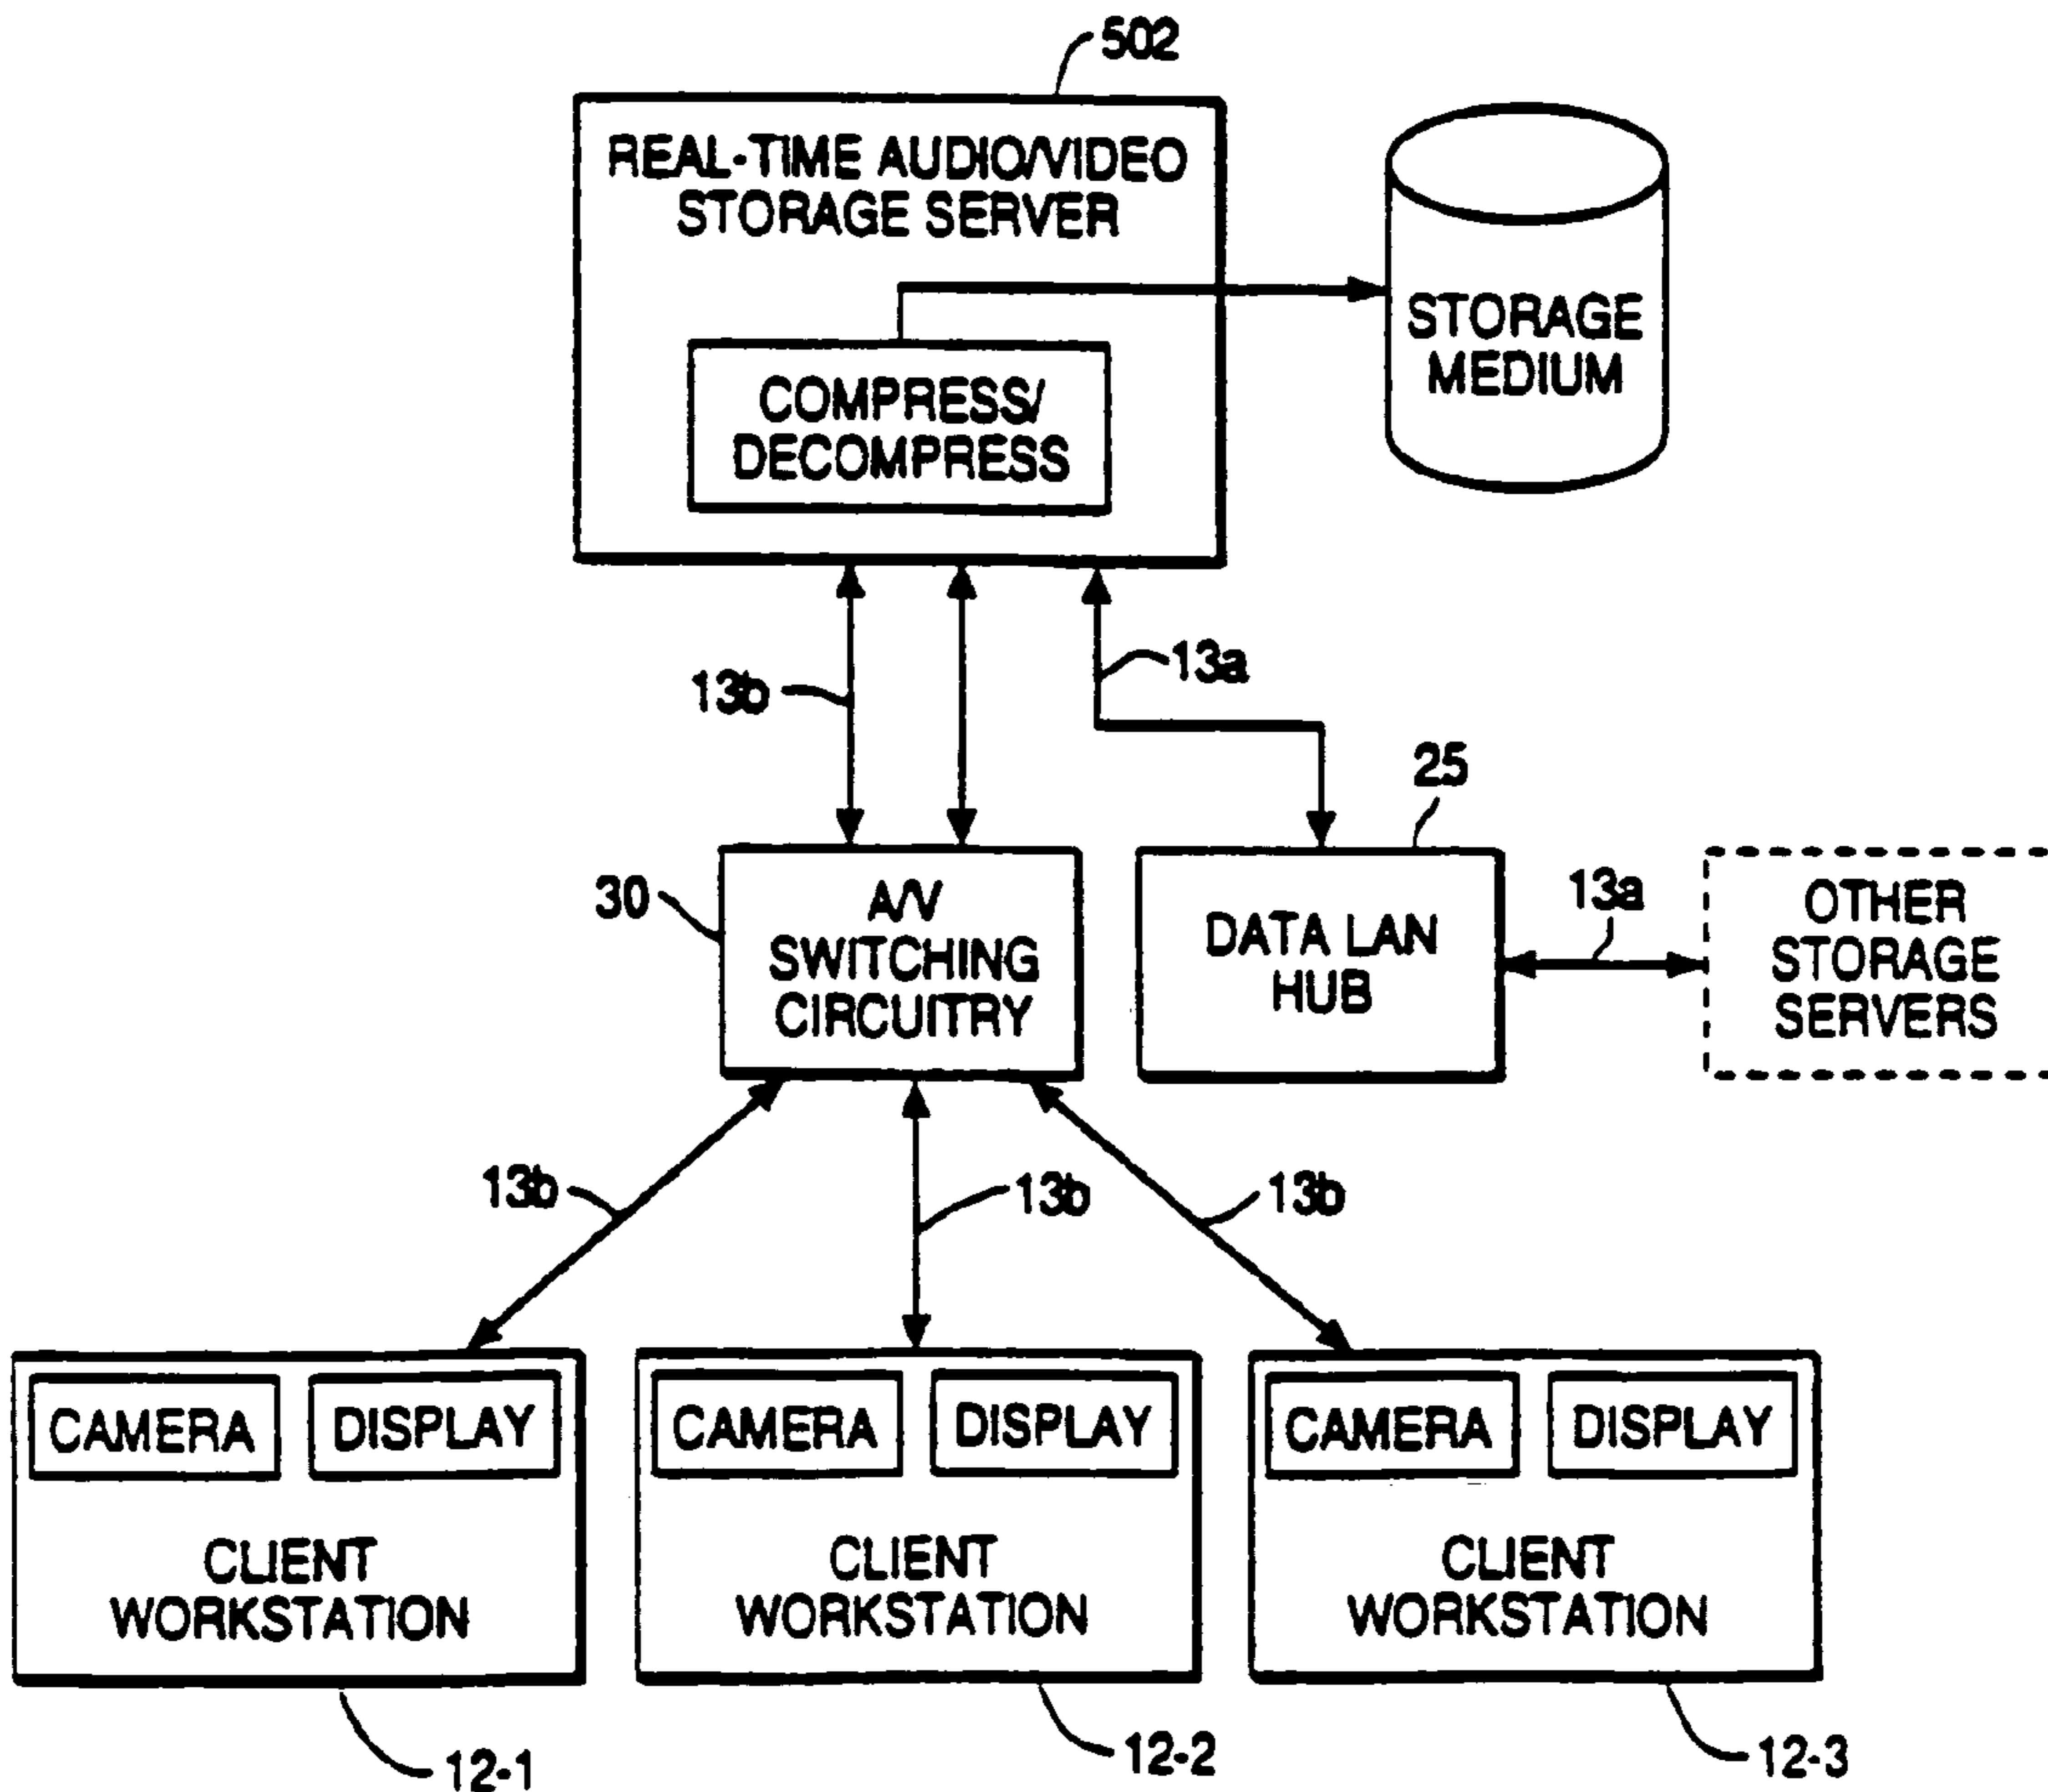 502
REAL-TIME AUDIO/VIDEO
STORAGE SERVER
COMPRESS/
DECOMPRESS
STORAGE
MEDIUM
13b
13a
25
30
A/V
SWITCHING
CIRCUITRY
DATA LAN
HUB
13a
OTHER
STORAGE
SERVERS
13b
13b
13b
CAMERA
DISPLAY
CLIENT
WORKSTATION
12-1
CAMERA
DISPLAY
CLIENT
WORKSTATION
12-2
CAMERA
DISPLAY
CLIENT
WORKSTATION
12-3